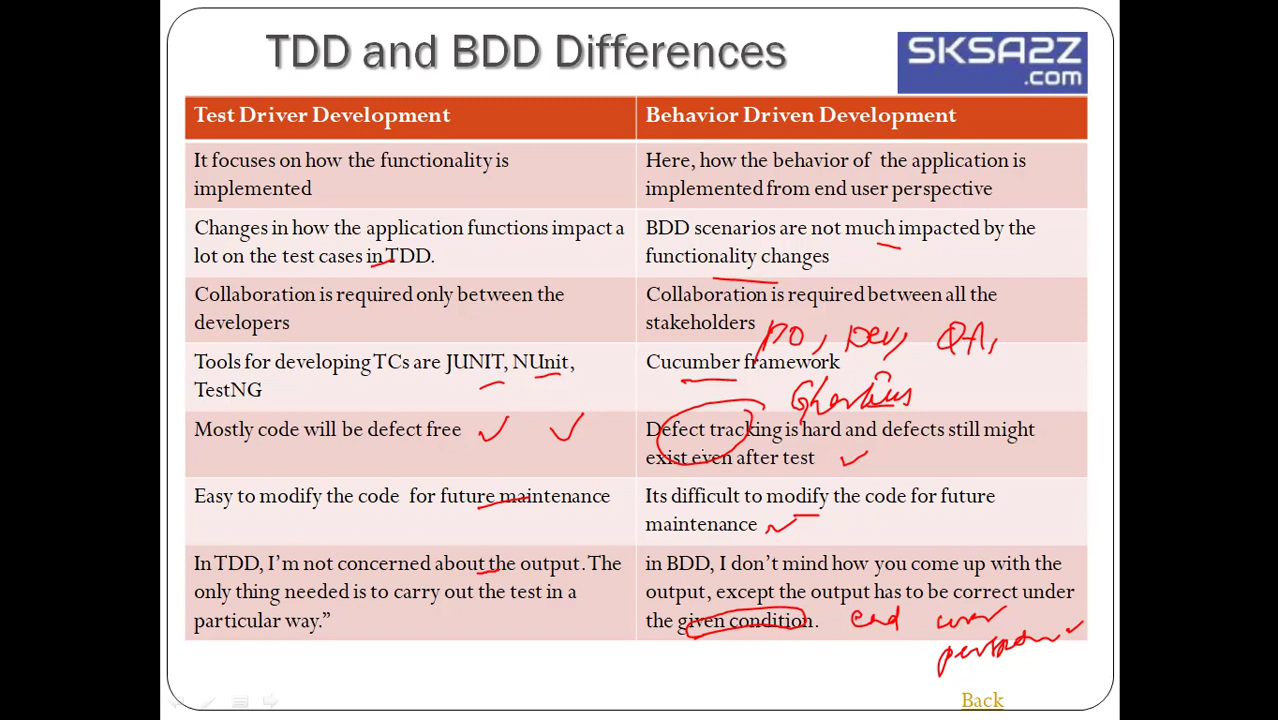 TDD and BDD Differences
SKSA2Z
.com
Test Driver Development
Behavior Driven Development
It focuses on how the functionality is
implemented
Here, how the behavior of the application is
implemented from end user perspective
Changes in how the application functions impact a
lot on the test cases in TDD.
BDD scenarios are not much impacted by the
functionality changes
Collaboration is required only between the
developers
Collaboration is required between all the
stakeholders
PO, Dev, QA,
Tools for developing TCs are JUNIT, NUnit,
TestNG
Cucumber framework
Mostly code will be defect free
Defect tracking is hard and defects still might
exist even after test
Easy to modify the code for future maintenance
Its difficult to modify the code for future
maintenance
In TDD, I'm not concerned about the output. The
only thing needed is to carry out the test in a
particular way.”
in BDD, I don't mind how you come up with the
output, except the output has to be correct under
the given condition.
end user
Back